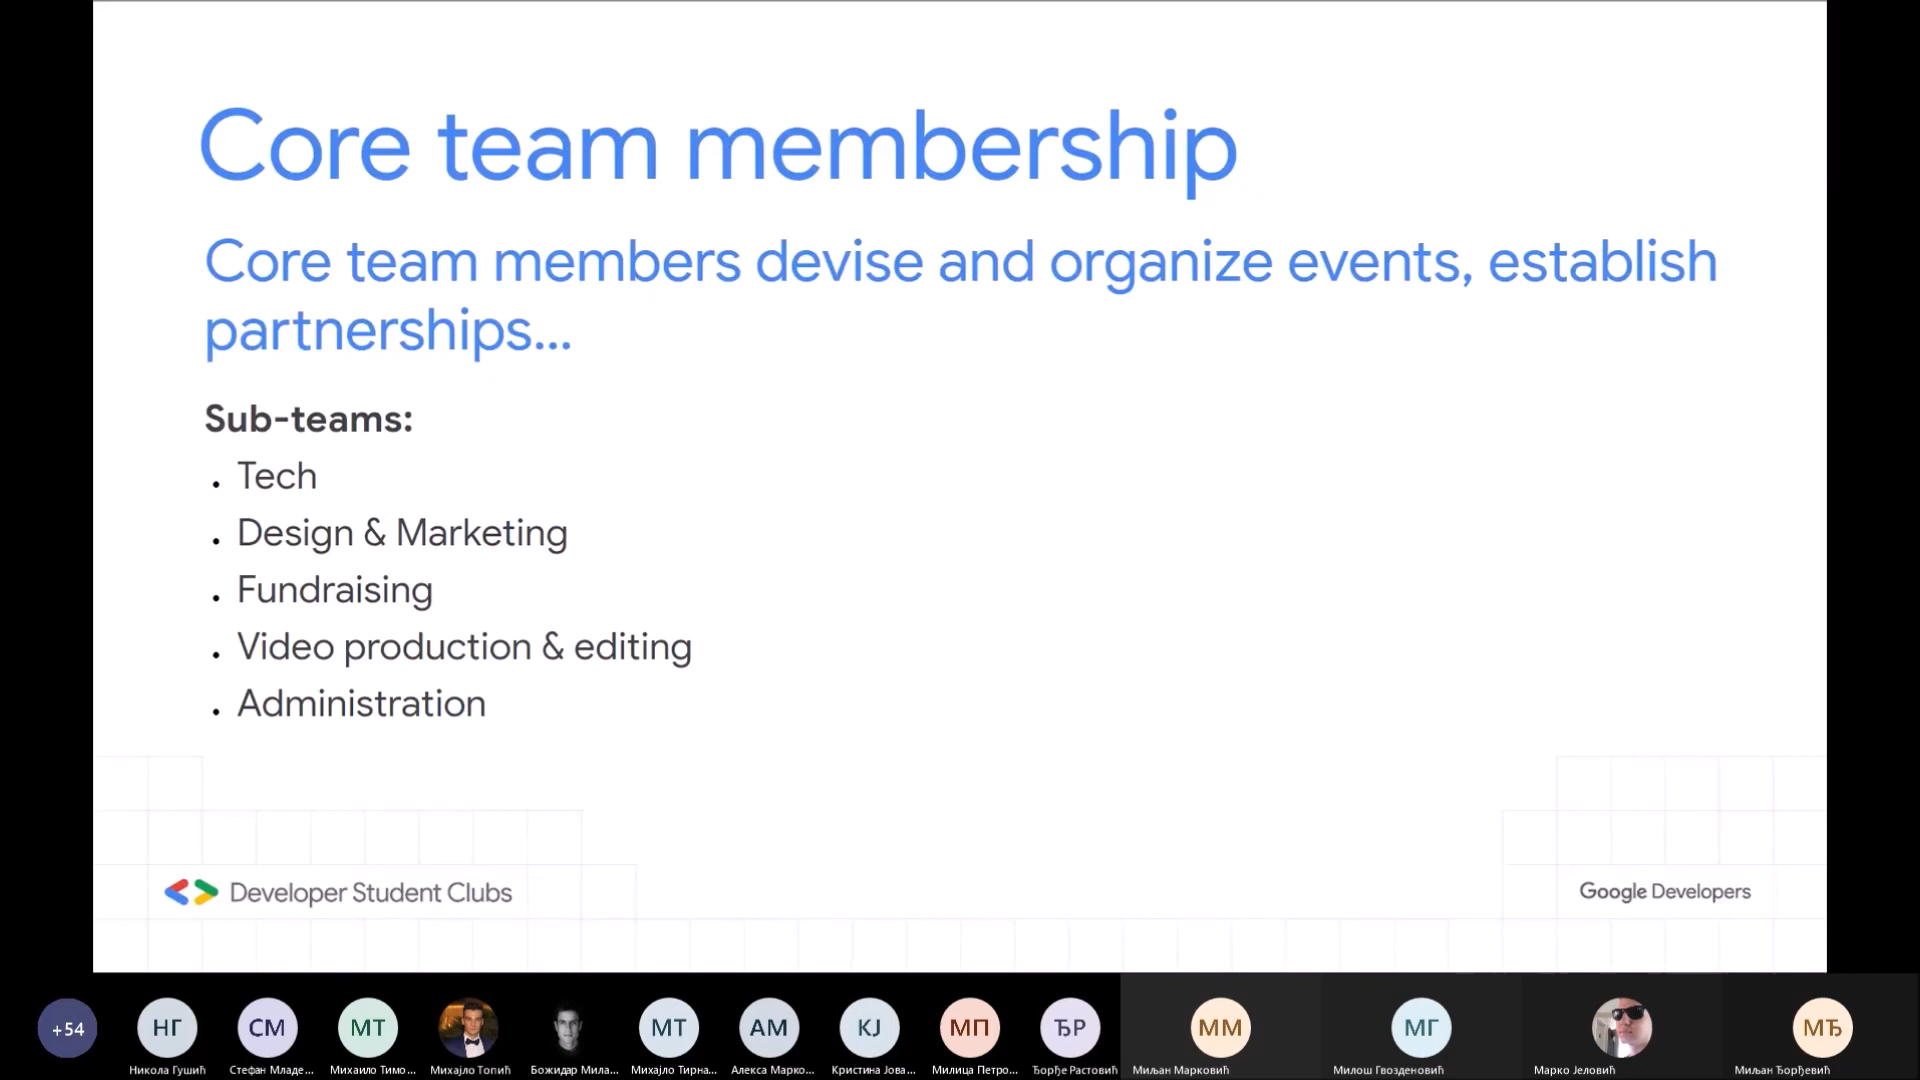 Core team membership
Core team members devise and organize events, establish
partnerships...
Sub-teams:
• Tech
• Design & Marketing
• Fundraising
• Video production & editing
• Administration
Developer Student Clubs
Google Developers
+54
НГ
СМ
МТ
МТ
АМ
КЈ
МП
ЂР
ММ
МГ
МЂ
Никола Гушић
Стефан Младе...
Михаило Тимо...
Михајло Топић
Божидар Мила...
Михајло Тирна...
Алекса Марко...
Кристина Јова...
Милица Петро...
Ђорђе Растовић
Миљан Марковић
Милош Гвозденовић
Марко Јеловић
Миљан Ђорђевић